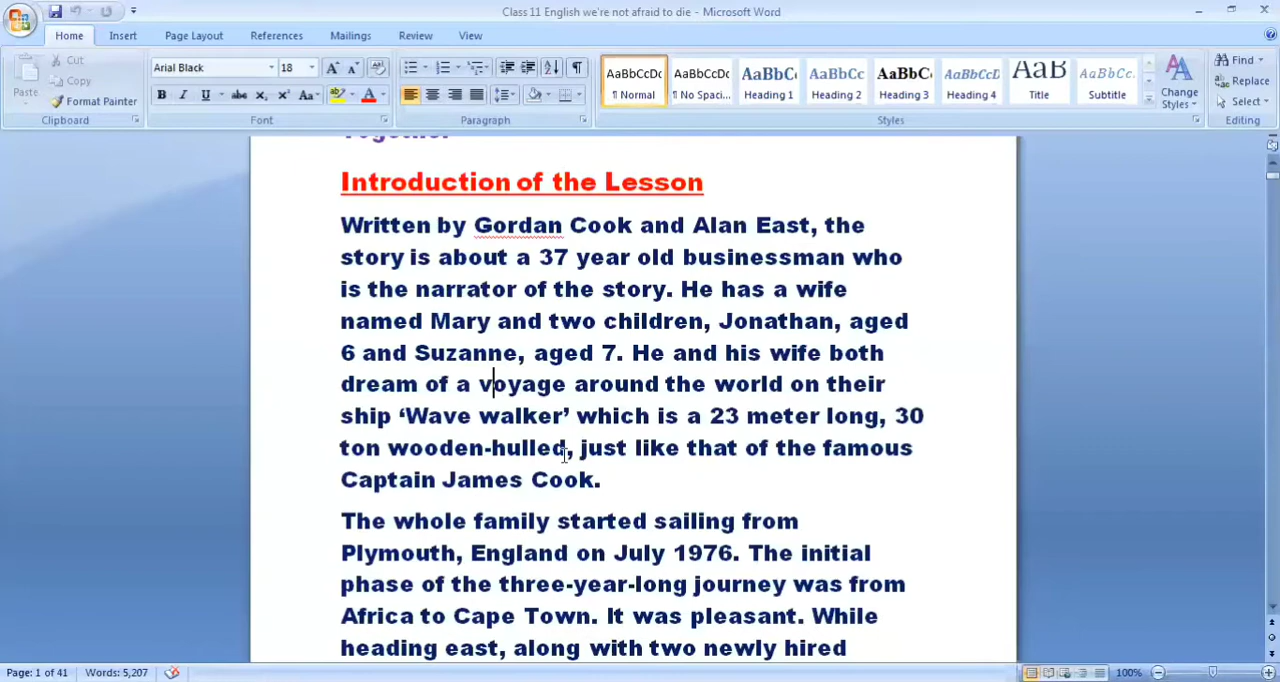 Class 11 English we're not afraid to die - Microsoft Word
Home Insert Page Layout References Mailings Review View
Paste
Cut
Copy
Format Painter
Clipboard
Arial Black 18
Font
Paragraph
AaBbCcDc AaBbCcDc AaBbC AaBbCc AaBbC AaBbCcD AaB AaBbCc.
¶ Normal ¶ No Spaci... Heading 1 Heading 2 Heading 3 Heading 4 Title Subtitle
Change
Styles
Styles
Find
Replace
Select
Editing
Together
Introduction of the Lesson
Written by Gordan Cook and Alan East, the
story is about a 37 year old businessman who
is the narrator of the story. He has a wife
named Mary and two children, Jonathan, aged
6 and Suzanne, aged 7. He and his wife both
dream of a voyage around the world on their
ship ‘Wave walker’ which is a 23 meter long, 30
ton wooden-hulled, just like that of the famous
Captain James Cook.
The whole family started sailing from
Plymouth, England on July 1976. The initial
phase of the three-year-long journey was from
Africa to Cape Town. It was pleasant. While
heading east, along with two newly hired
Page: 1 of 41 Words: 5,207 100%